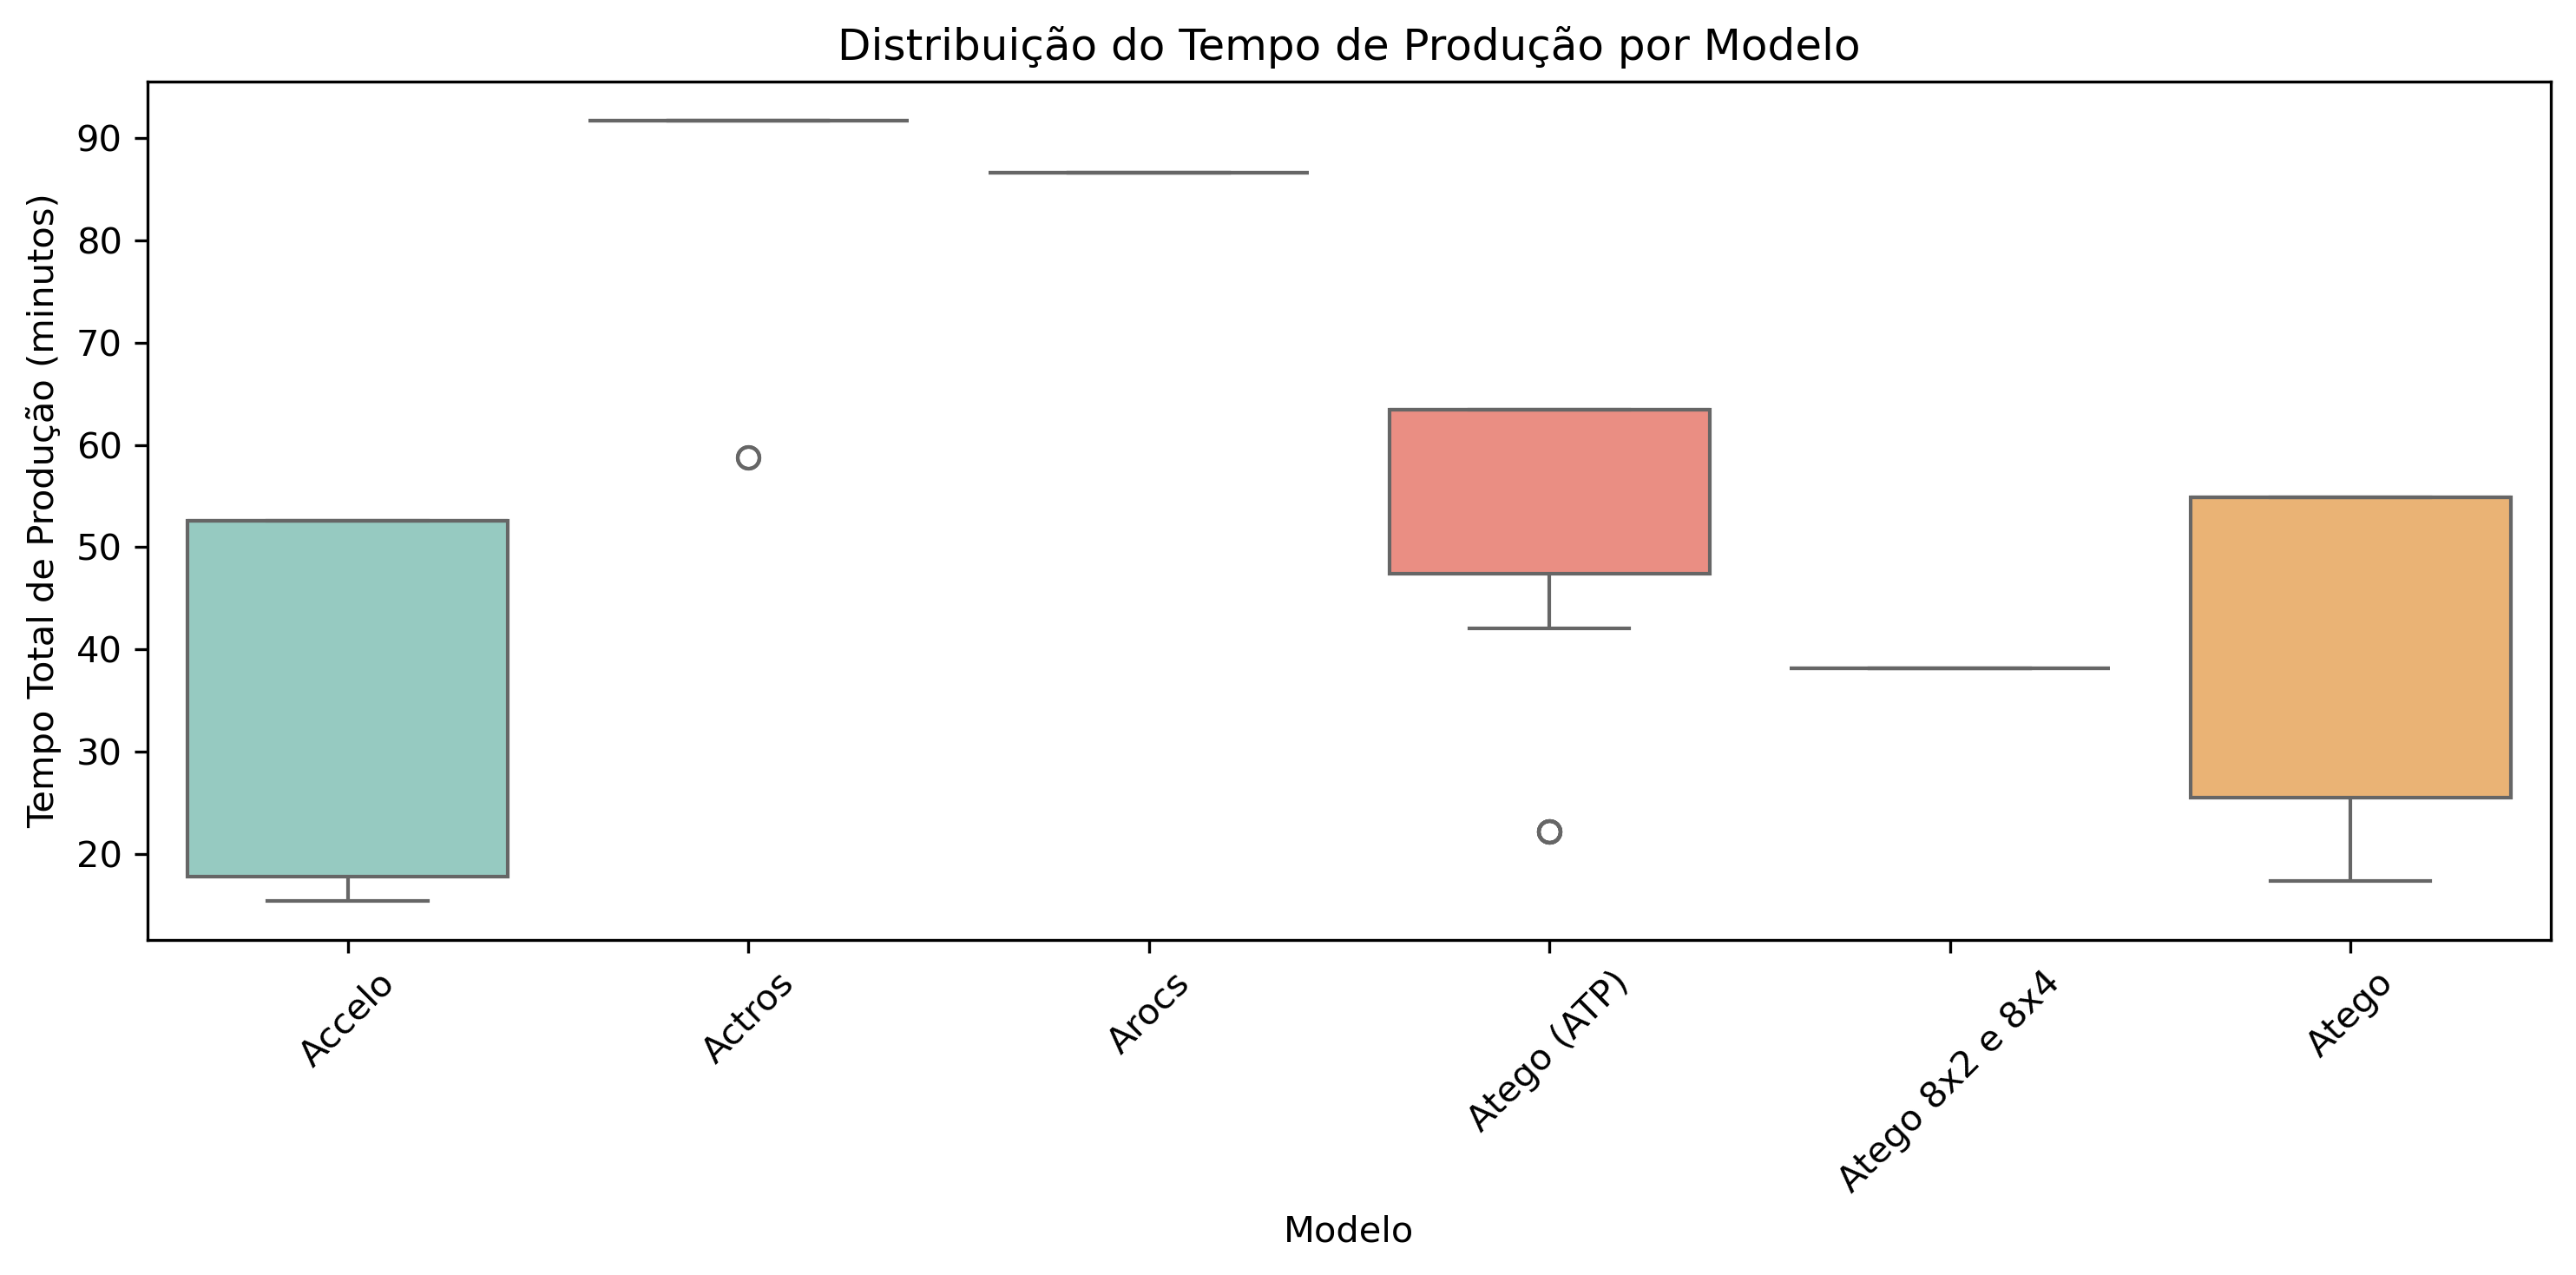 Distribuição do Tempo de Produção por Modelo
Tempo Total de Produção (minutos)
90
80
70
60
50
40
30
20
Accelo
Actros
Arocs
Atego (ATP)
Atego 8x2 e 8x4
Atego
Modelo